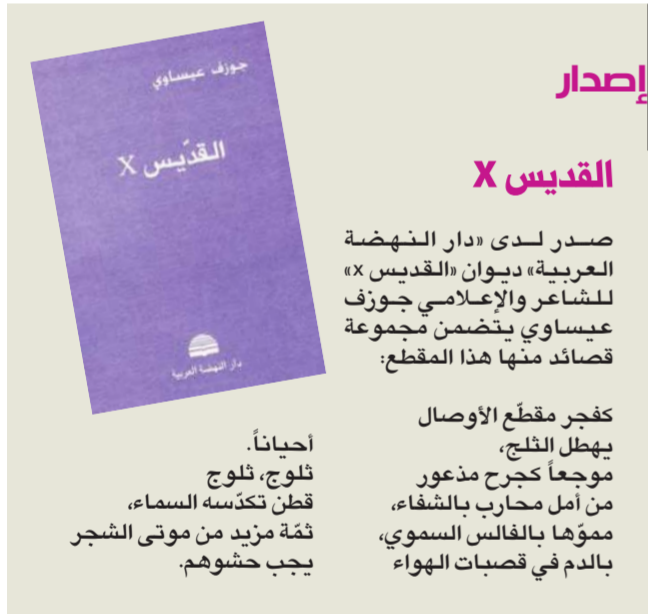 إصدار
القديس X
صدر لدى «دار النهضة
العربية» ديوان «القديس x»
للشاعر والإعلامي جوزف
عيساوي يتضمن مجموعة
قصائد منها هذا المقطع:
كفجر مقطّع الأوصال
يهطل الثلج،
موجعاً كجرح مذعور
من أمل محارب بالشفاء،
مموّها بالفالس السموي،
بالدم في قصبات الهواء
أحياناً.
ثلوج، ثلوج
قطن تكدّسه السماء،
ثمّة مزيد من موتى الشجر
يجب حشوهم.
جوزف عيساوي
القدّيس X
دار النهضة العربية